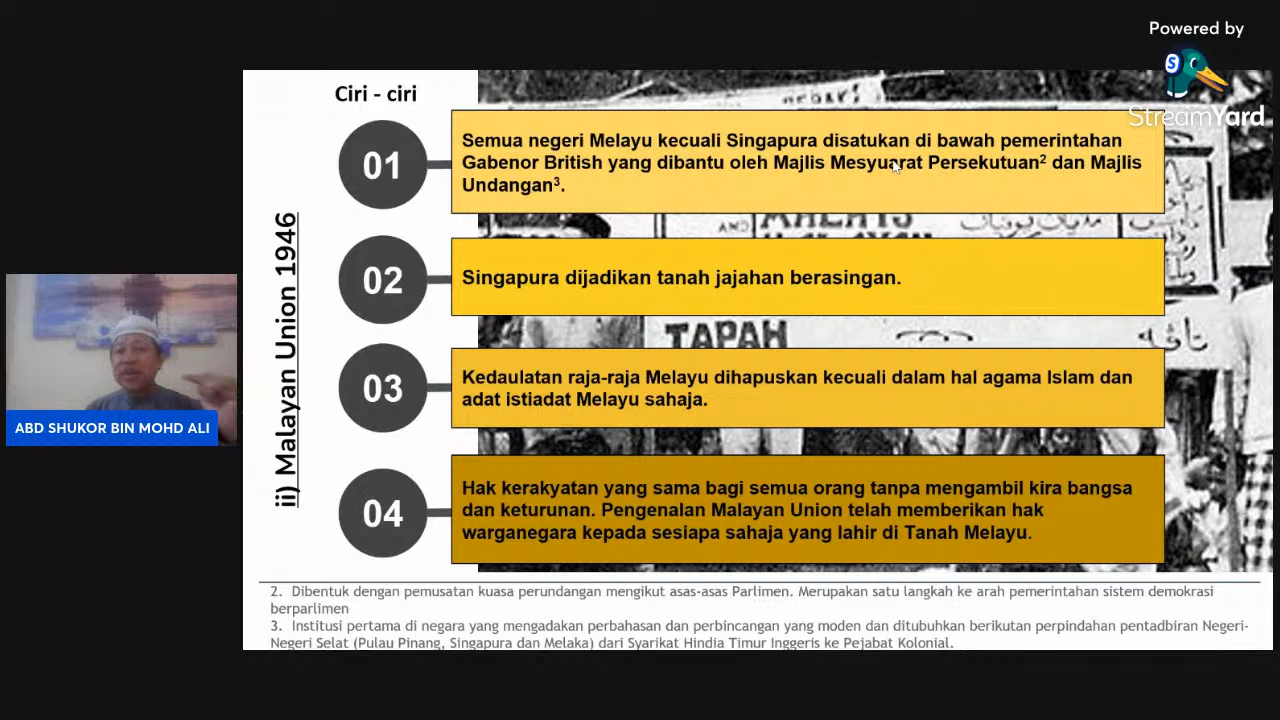 Powered by
StreamYard
Ciri - ciri
ii) Malayan Union 1946
01
Semua negeri Melayu kecuali Singapura disatukan di bawah pemerintahan
Gabenor British yang dibantu oleh Majlis Mesyuarat Persekutuan² dan Majlis
Undangan³.
AND
02
Singapura dijadikan tanah jajahan berasingan.
TAPAH
03
Kedaulatan raja-raja Melayu dihapuskan kecuali dalam hal agama Islam dan
adat istiadat Melayu sahaja.
04
Hak kerakyatan yang sama bagi semua orang tanpa mengambil kira bangsa
dan keturunan. Pengenalan Malayan Union telah memberikan hak
warganegara kepada sesiapa sahaja yang lahir di Tanah Melayu.
ABD SHUKOR BIN MOHD ALI
2. Dibentuk dengan pemusatan kuasa perundangan mengikut asas-asas Parlimen. Merupakan satu langkah ke arah pemerintahan sistem demokrasi
berparlimen
3. Institusi pertama di negara yang mengadakan perbahasan dan perbincangan yang moden dan ditubuhkan berikutan perpindahan pentadbiran Negeri-
Negeri Selat (Pulau Pinang, Singapura dan Melaka) dari Syarikat Hindia Timur Inggeris ke Pejabat Kolonial.